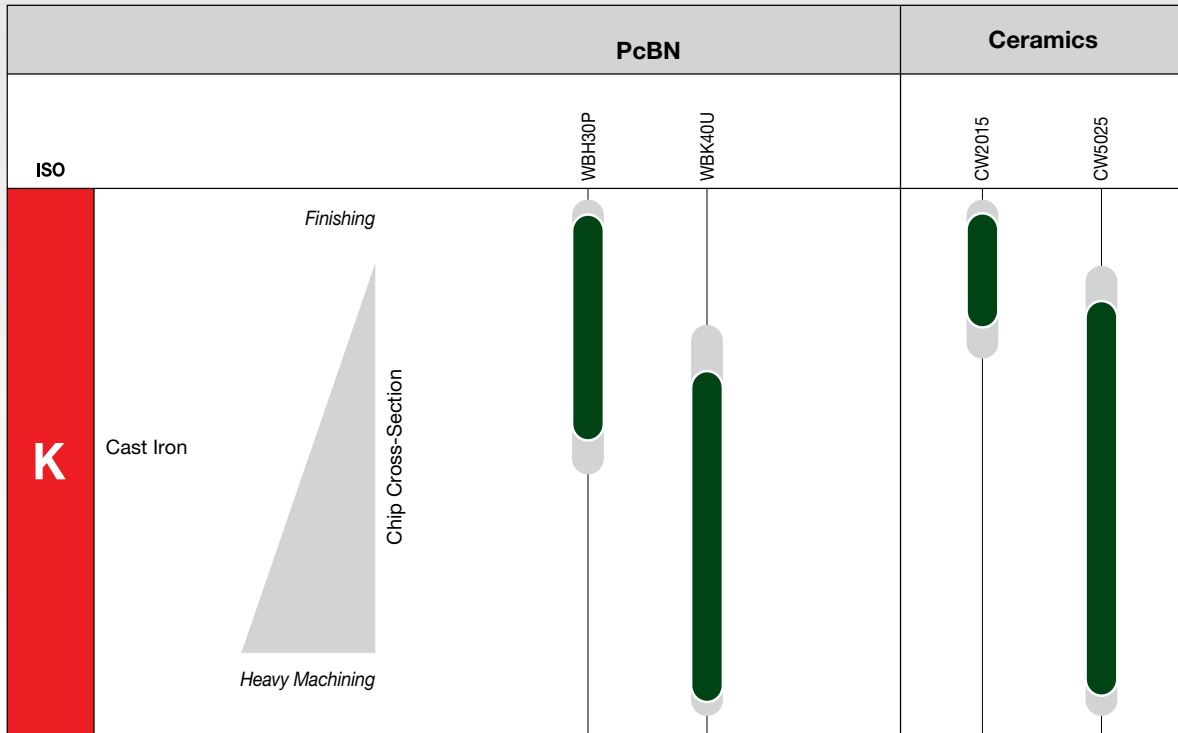 PcBN
Ceramics
ISO
WBH30P
WBK40U
CW2015
CW5025
K
Cast Iron
Finishing
Chip Cross-Section
Heavy Machining